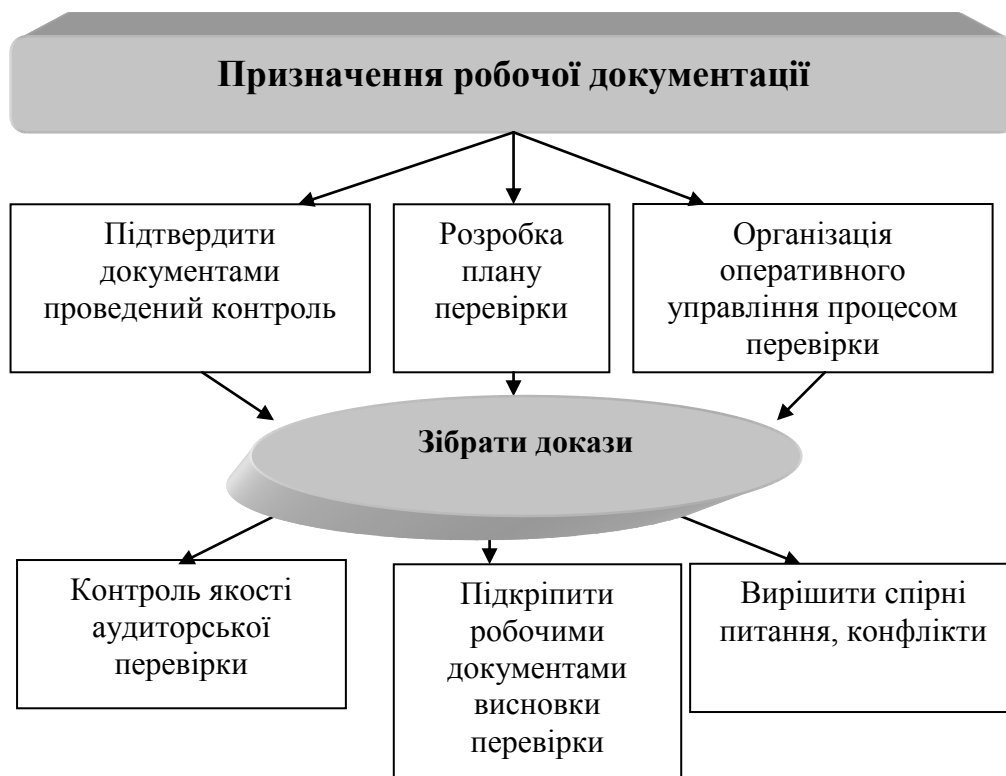 Призначення робочої документації
Підтвердити
документами
проведений контроль
Розробка
плану
перевірки
Організація
оперативного
управління процесом
перевірки
Зібрати докази
Контроль якості
аудиторської
перевірки
Підкріпити
робочими
документами
висновки
перевірки
Вирішити спірні
питання, конфлікти